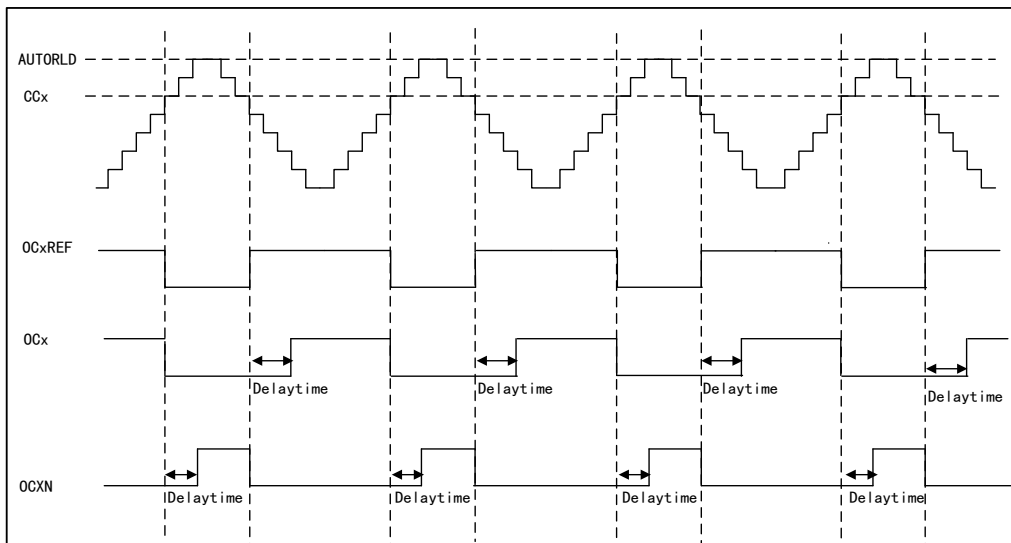 AUTORLD
CCx
OCxREF
OCx
Delaytime
Delaytime
Delaytime
Delaytime
OCXN
Delaytime
Delaytime
Delaytime
Delaytime